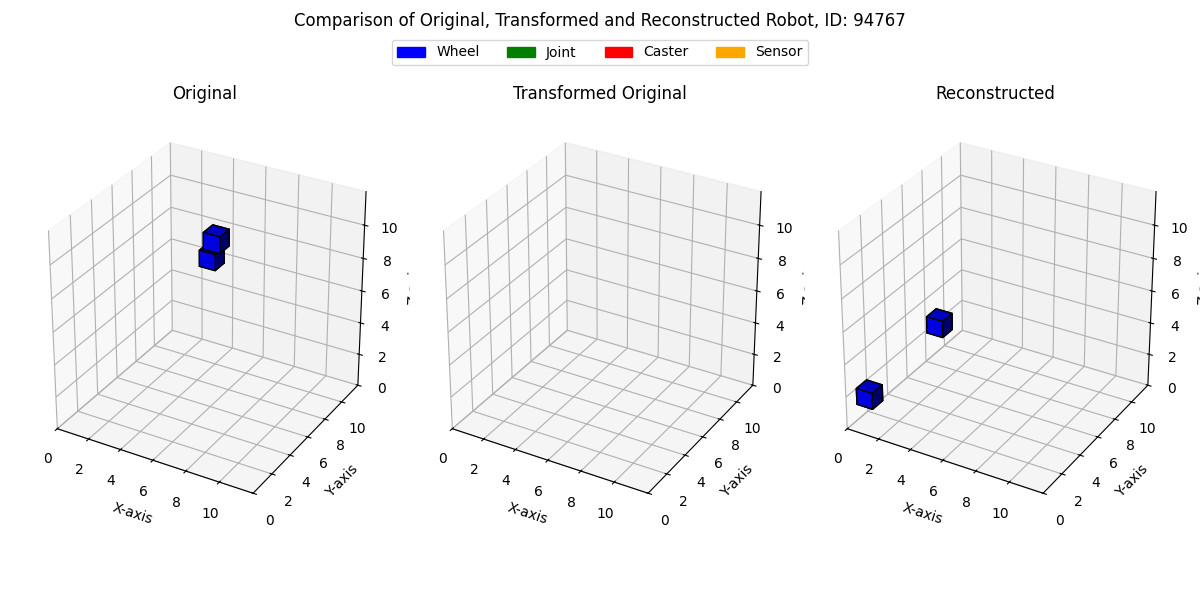 Comparison of Original, Transformed and Reconstructed Robot, ID: 94767
Wheel Joint Caster Sensor
Original
Transformed Original
Reconstructed
10
8
6
4
2
0
0 2 4 6 8 10
X-axis
0 2 4 6 8 10
Y-axis
10
8
6
4
2
0
0 2 4 6 8 10
X-axis
0 2 4 6 8 10
Y-axis
10
8
6
4
2
0
0 2 4 6 8 10
X-axis
0 2 4 6 8 10
Y-axis